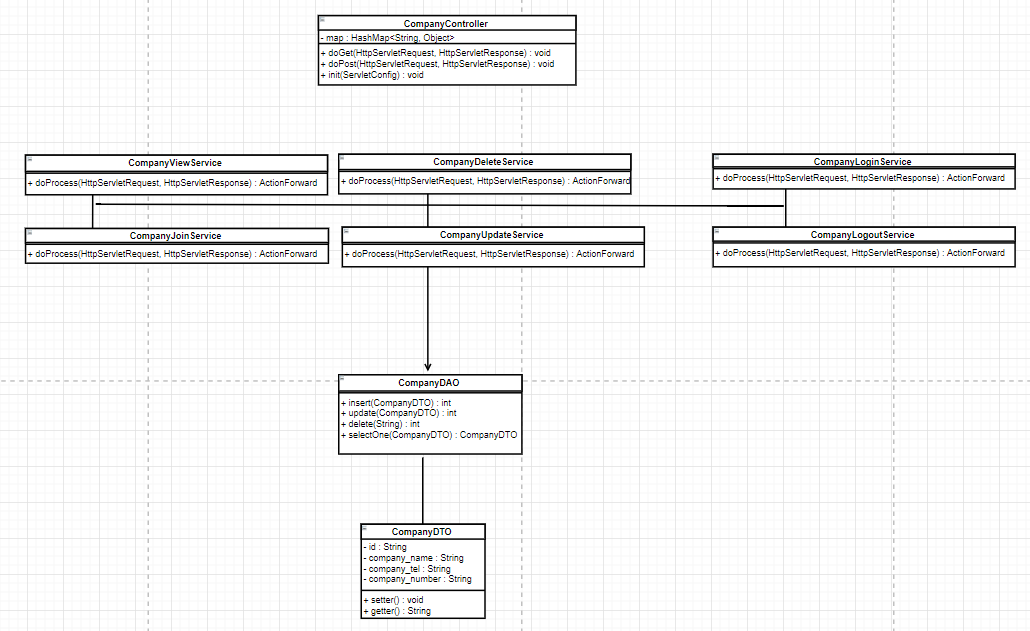 CompanyController
- map : HashMap<String, Object>
+ doGet(HttpServletRequest, HttpServletResponse) : void
+ doPost(HttpServletRequest, HttpServletResponse) : void
+ init(ServletConfig) : void
CompanyViewService
+ doProcess(HttpServletRequest, HttpServletResponse) : ActionForward
CompanyDeleteService
+ doProcess(HttpServletRequest, HttpServletResponse) : ActionForward
CompanyLoginService
+ doProcess(HttpServletRequest, HttpServletResponse) : ActionForward
CompanyJoinService
+ doProcess(HttpServletRequest, HttpServletResponse) : ActionForward
CompanyUpdateService
+ doProcess(HttpServletRequest, HttpServletResponse) : ActionForward
CompanyLogoutService
+ doProcess(HttpServletRequest, HttpServletResponse) : ActionForward
CompanyDAO
+ insert(CompanyDTO) : int
+ update(CompanyDTO) : int
+ delete(String) : int
+ selectOne(CompanyDTO) : CompanyDTO
CompanyDTO
- id : String
- company_name : String
- company_tel : String
- company_number : String
+ setter() : void
+ getter() : String